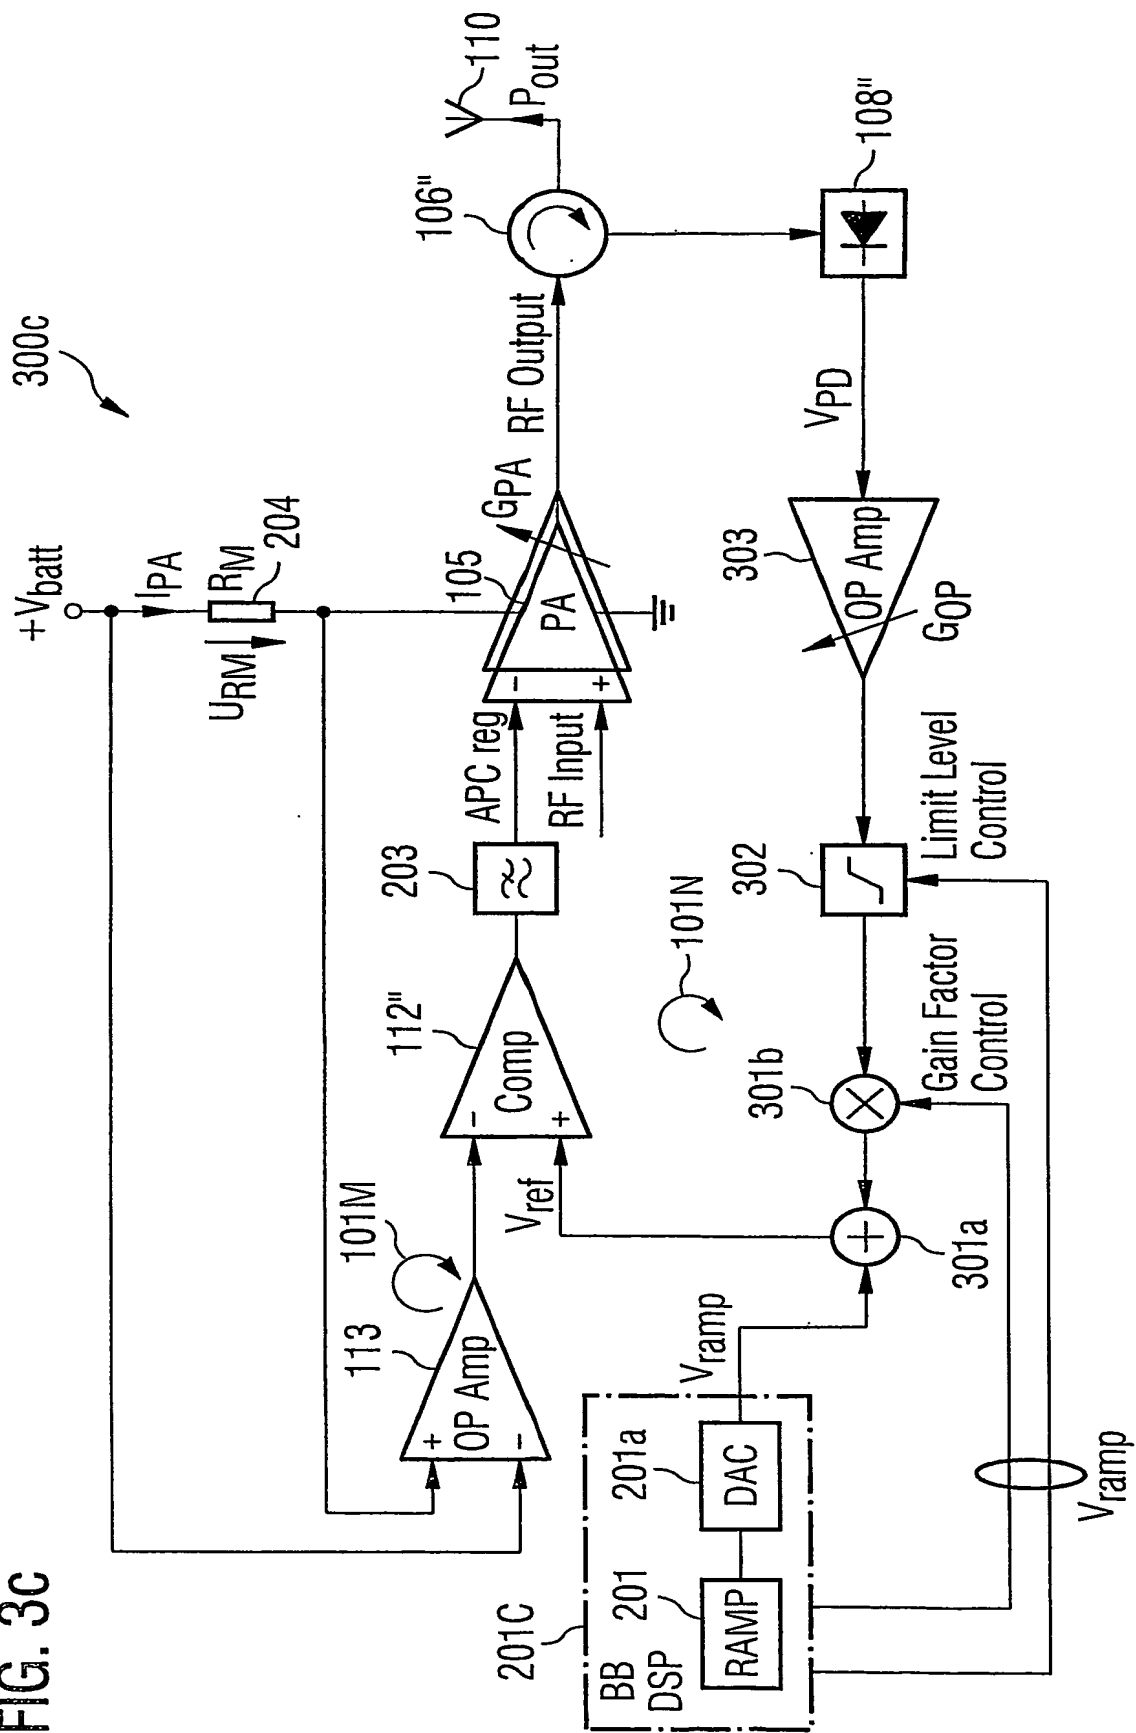 FIG. 3c
300c
+Vbatt
IPA
RM
204
URM
113
+
OP Amp
-
101M
112"
-
Comp
+
Vref
203
APC reg
RF Input
105
-
PA
+
GPA
RF Output
106"
110
Pout
101N
201C
BB
DSP
201
RAMP
201a
DAC
Vramp
301a
301b
Gain Factor
Control
302
Limit Level
Control
303
OP Amp
GOP
VPD
108"
Vramp